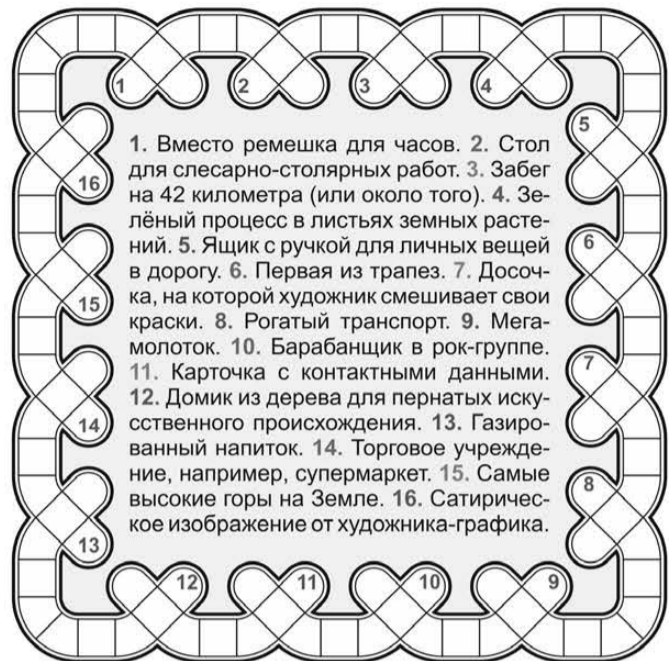 1 2 3 4
5
16
6
15
7
14
8
13
12 11 10 9
1. Вместо ремешка для часов. 2. Стол
для слесарно-столярных работ. 3. Забег
на 42 километра (или около того). 4. Зе-
лёный процесс в листьях земных расте-
ний. 5. Ящик с ручкой для личных вещей
в дорогу. 6. Первая из трапез. 7. Досоч-
ка, на которой художник смешивает свои
краски. 8. Рогатый транспорт. 9. Мега-
молоток. 10. Барабанщик в рок-группе.
11. Карточка с контактными данными.
12. Домик из дерева для пернатых иску-
сственного происхождения. 13. Газиро-
ванный напиток. 14. Торговое учрежде-
ние, например, супермаркет. 15. Самые
высокие горы на Земле. 16. Сатиричес-
кое изображение от художника-графика.